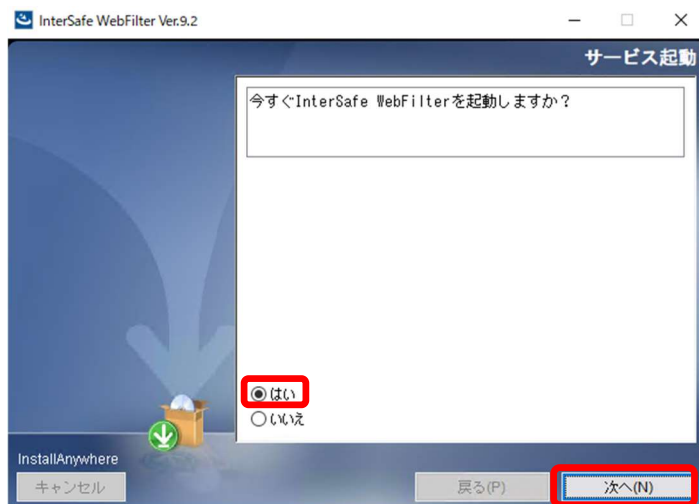 InterSafe WebFilter Ver.9.2
サービス起動
今すぐInterSafe WebFilterを起動しますか？
はい
いいえ
InstallAnywhere
キャンセル
戻る(P)
次へ(N)